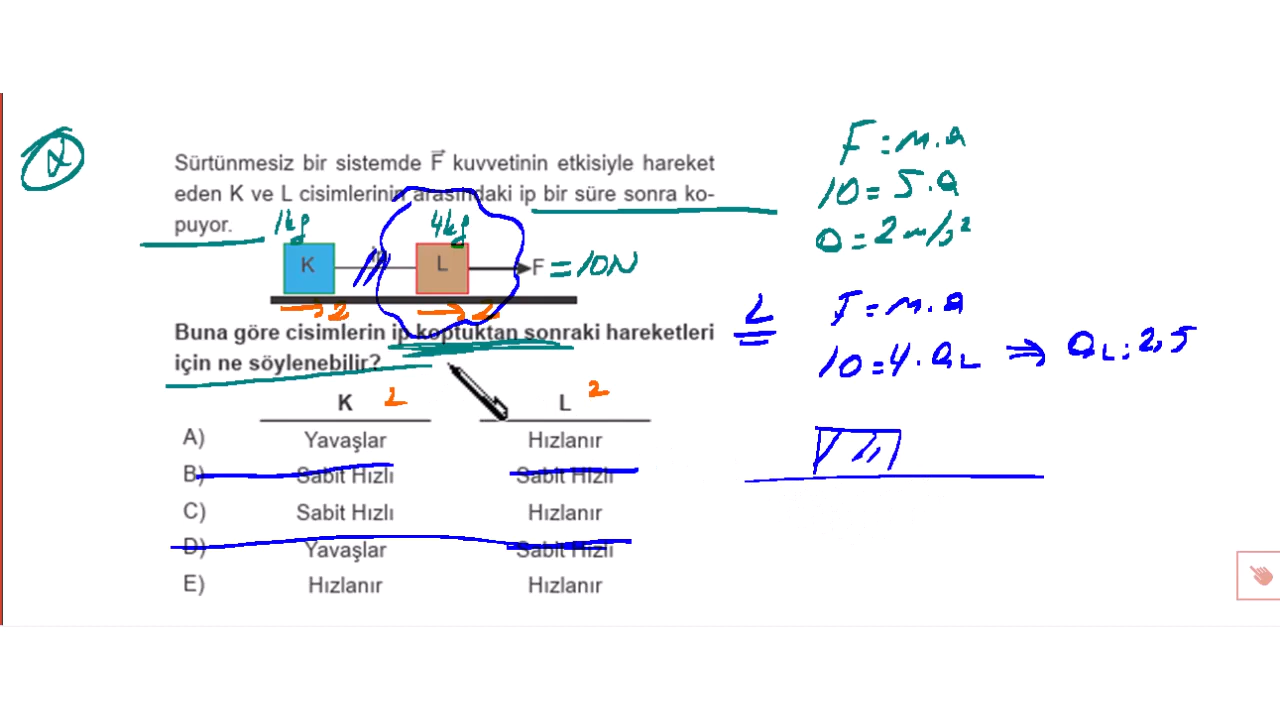 Sürtünmesiz bir sistemde F kuvvetinin etkisiyle hareket
eden K ve L cisimlerinin arasındaki ip bir süre sonra ko-
puyor.
1kg 4kg
K ip L F = 10N
2 2
Buna göre cisimlerin ip koptuktan sonraki hareketleri
için ne söylenebilir?
K 2 L 2
A) Yavaşlar Hızlanır
B) Sabit Hızlı Sabit Hızlı
C) Sabit Hızlı Hızlanır
D) Yavaşlar Sabit Hızlı
E) Hızlanır Hızlanır
F = m.a
10 = 5.a
a = 2 m/s²
L F = m.a
10 = 4.aL ⇒ aL: 2,5